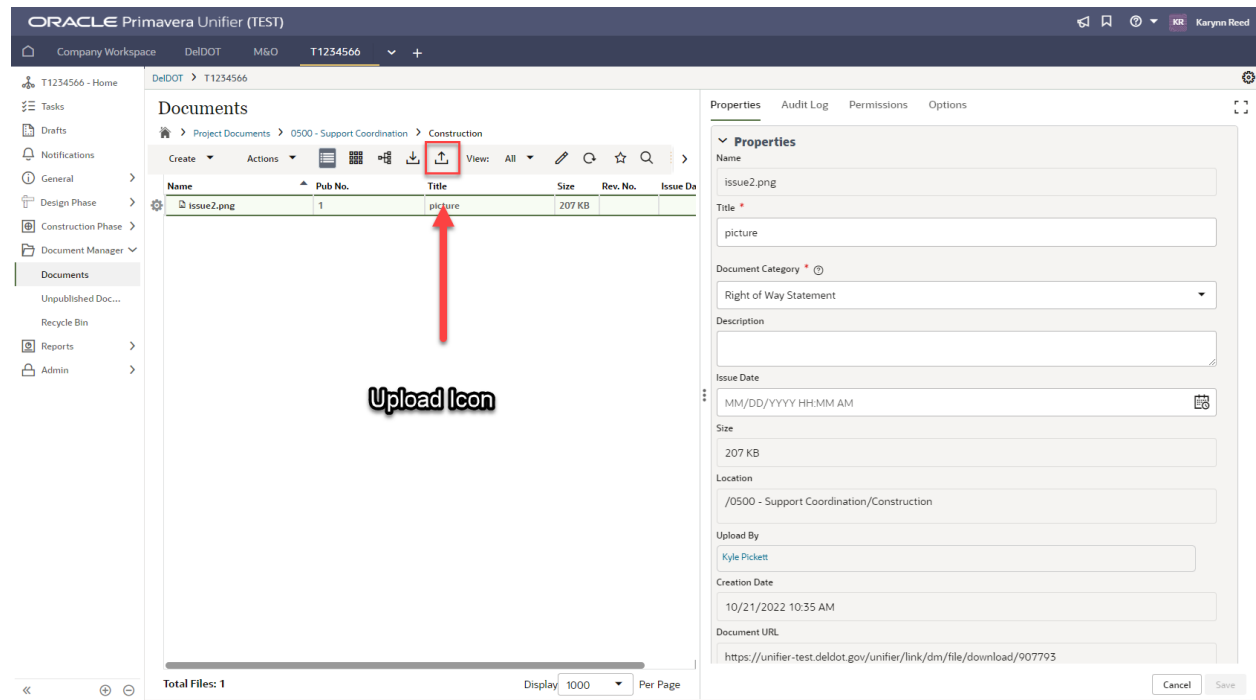 ORACLE Primavera Unifier (TEST)
KR Karynn Reed
Company Workspace DelDOT M&O T1234566 +
T1234566 - Home
Tasks
Drafts
Notifications
General
Design Phase
Construction Phase
Document Manager
Documents
Unpublished Doc...
Recycle Bin
Reports
Admin
DelDOT > T1234566
Documents
> Project Documents > 0500 - Support Coordination > Construction
Create Actions View: All
Name Pub No. Title Size Rev. No. Issue Da
issue2.png 1 picture 207 KB
Upload Icon
Total Files: 1 Display 1000 Per Page
Properties Audit Log Permissions Options
Properties
Name
issue2.png
Title *
picture
Document Category *
Right of Way Statement
Description
Issue Date
MM/DD/YYYY HH:MM AM
Size
207 KB
Location
/0500 - Support Coordination/Construction
Upload By
Kyle Pickett
Creation Date
10/21/2022 10:35 AM
Document URL
https://unifier-test.deldot.gov/unifier/link/dm/file/download/907793
Cancel Save